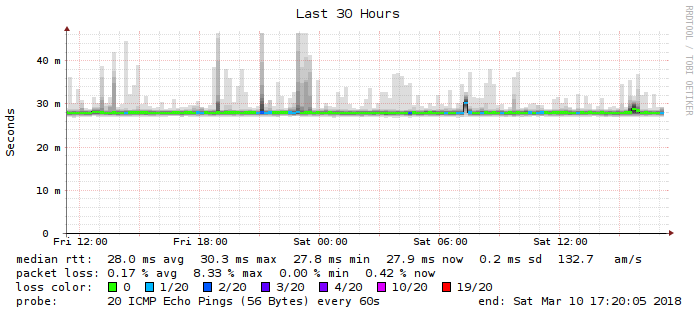 Last 30 Hours
RRDTOOL / TOBI OETIKER
Seconds
40 m
30 m
20 m
10 m
0
Fri 12:00 Fri 18:00 Sat 00:00 Sat 06:00 Sat 12:00
median rtt: 28.0 ms avg 30.3 ms max 27.8 ms min 27.9 ms now 0.2 ms sd 132.7 am/s
packet loss: 0.17 % avg 8.33 % max 0.00 % min 0.42 % now
loss color: 0 1/20 2/20 3/20 4/20 10/20 19/20
probe: 20 ICMP Echo Pings (56 Bytes) every 60s end: Sat Mar 10 17:20:05 2018